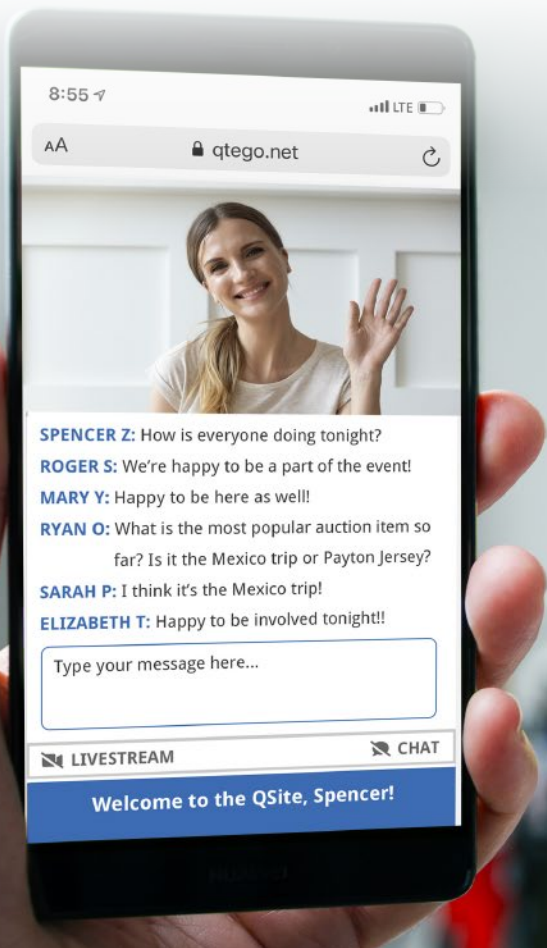 8:55
LTE
AA
qtego.net
SPENCER Z: How is everyone doing tonight?
ROGER S: We're happy to be a part of the event!
MARY Y: Happy to be here as well!
RYAN O: What is the most popular auction item so
far? Is it the Mexico trip or Payton Jersey?
SARAH P: I think it's the Mexico trip!
ELIZABETH T: Happy to be involved tonight!!
Type your message here...
LIVESTREAM
CHAT
Welcome to the QSite, Spencer!
HUAWEI